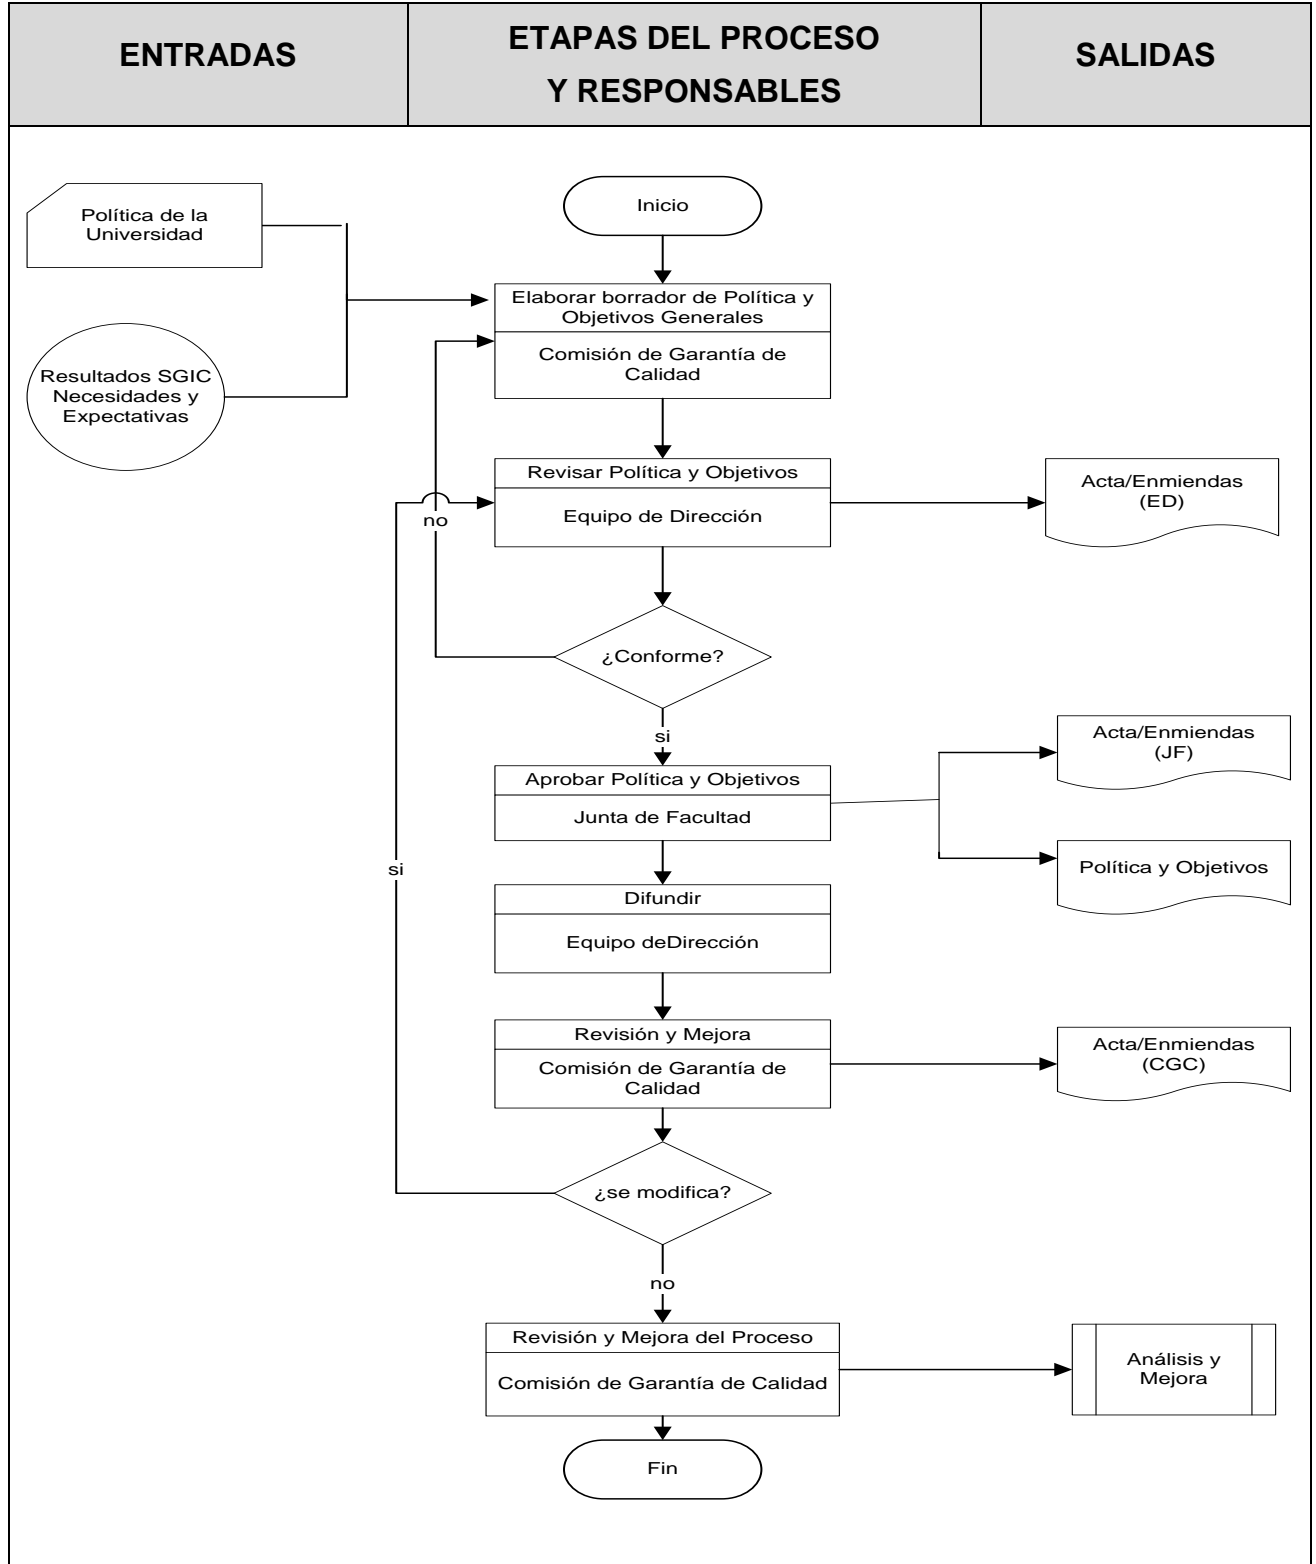 ENTRADAS
ETAPAS DEL PROCESO
Y RESPONSABLES
SALIDAS
Política de la
Universidad
Inicio
Elaborar borrador de Política y
Objetivos Generales
Comisión de Garantía de
Calidad
Resultados SGIC
Necesidades y
Expectativas
Revisar Política y Objetivos
Equipo de Dirección
Acta/Enmiendas
(ED)
no
¿Conforme?
si
Acta/Enmiendas
(JF)
Aprobar Política y Objetivos
Junta de Facultad
Política y Objetivos
si
Difundir
Equipo deDirección
Revisión y Mejora
Comisión de Garantía de
Calidad
Acta/Enmiendas
(CGC)
¿se modifica?
no
Revisión y Mejora del Proceso
Comisión de Garantía de Calidad
Análisis y
Mejora
Fin